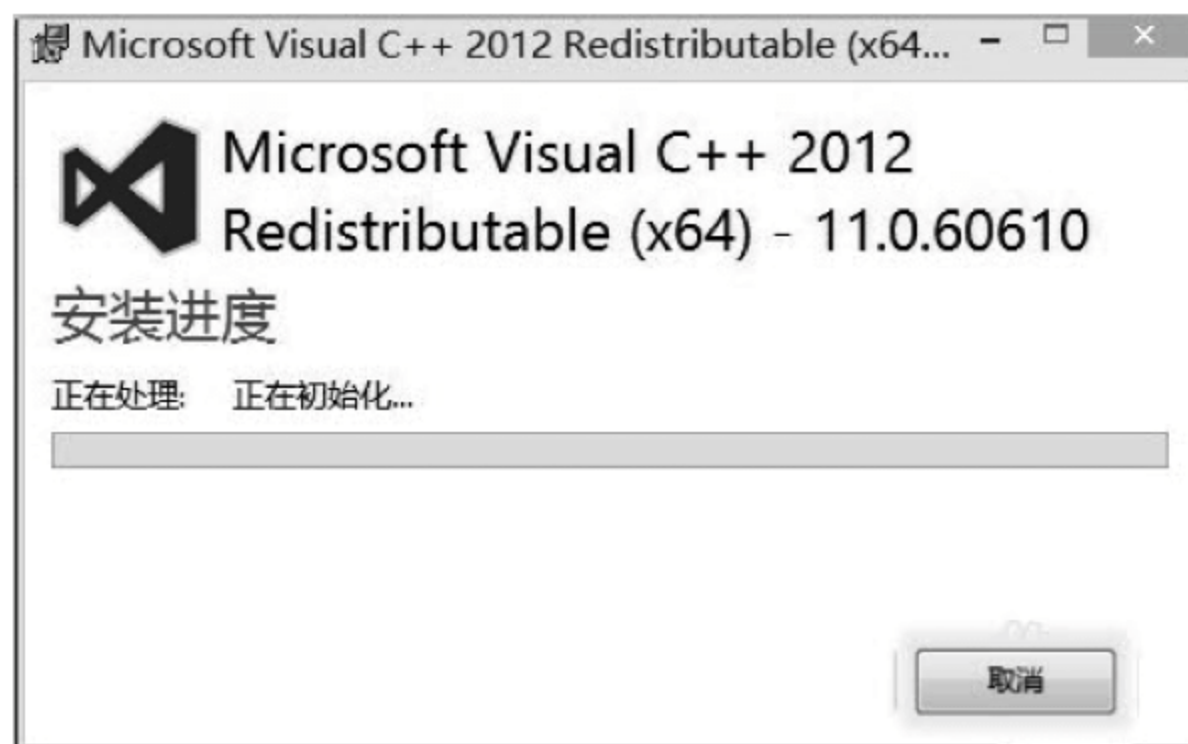 Microsoft Visual C++ 2012 Redistributable (x64...
Microsoft Visual C++ 2012
Redistributable (x64) - 11.0.60610
安装进度
正在处理: 正在初始化...
取消